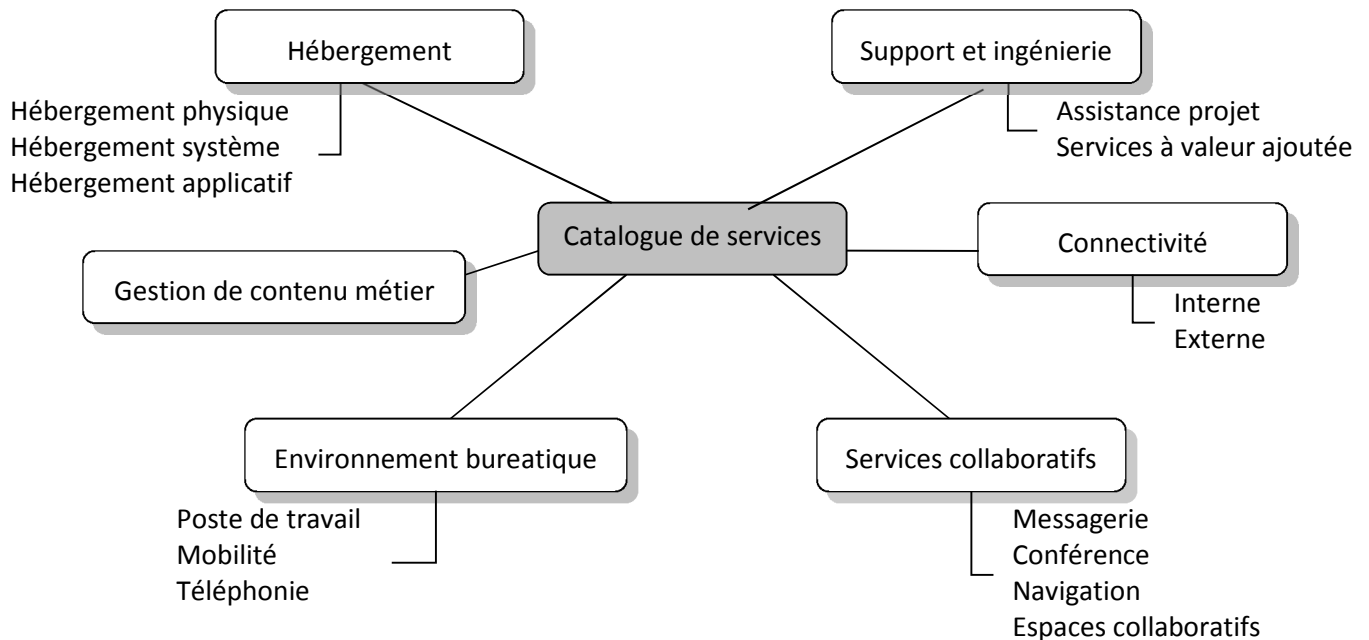 Hébergement
Support et ingénierie
Hébergement physique
Hébergement système
Hébergement applicatif
Assistance projet
Services à valeur ajoutée
Catalogue de services
Connectivité
Gestion de contenu métier
Interne
Externe
Environnement bureatique
Services collaboratifs
Poste de travail
Mobilité
Téléphonie
Messagerie
Conférence
Navigation
Espaces collaboratifs